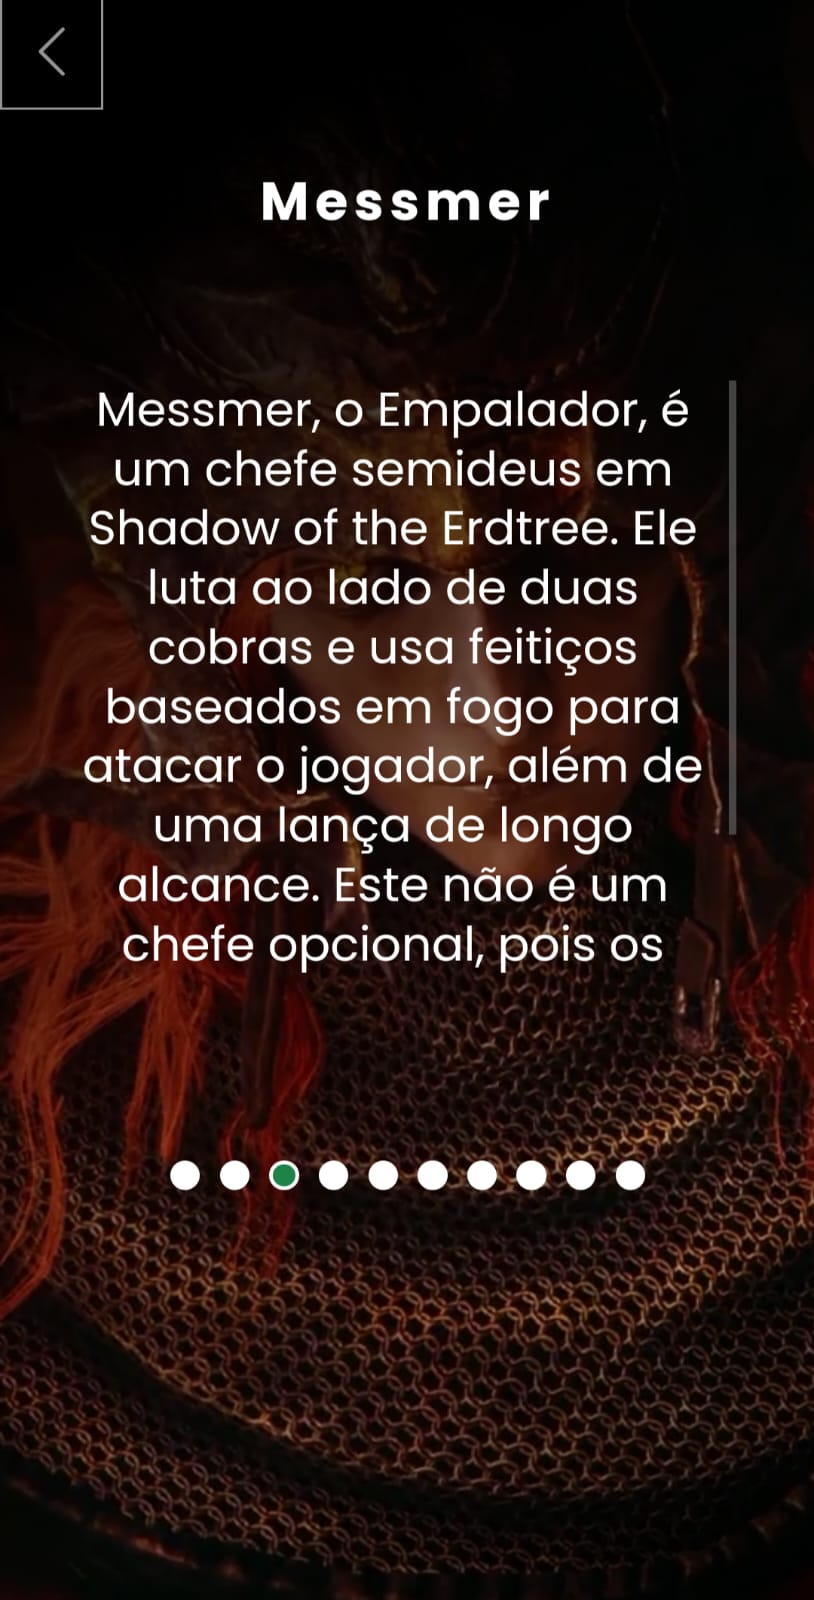 Messmer
Messmer, o Empalador, é
um chefe semideus em
Shadow of the Erdtree. Ele
luta ao lado de duas
cobras e usa feitiços
baseados em fogo para
atacar o jogador, além de
uma lança de longo
alcance. Este não é um
chefe opcional, pois os